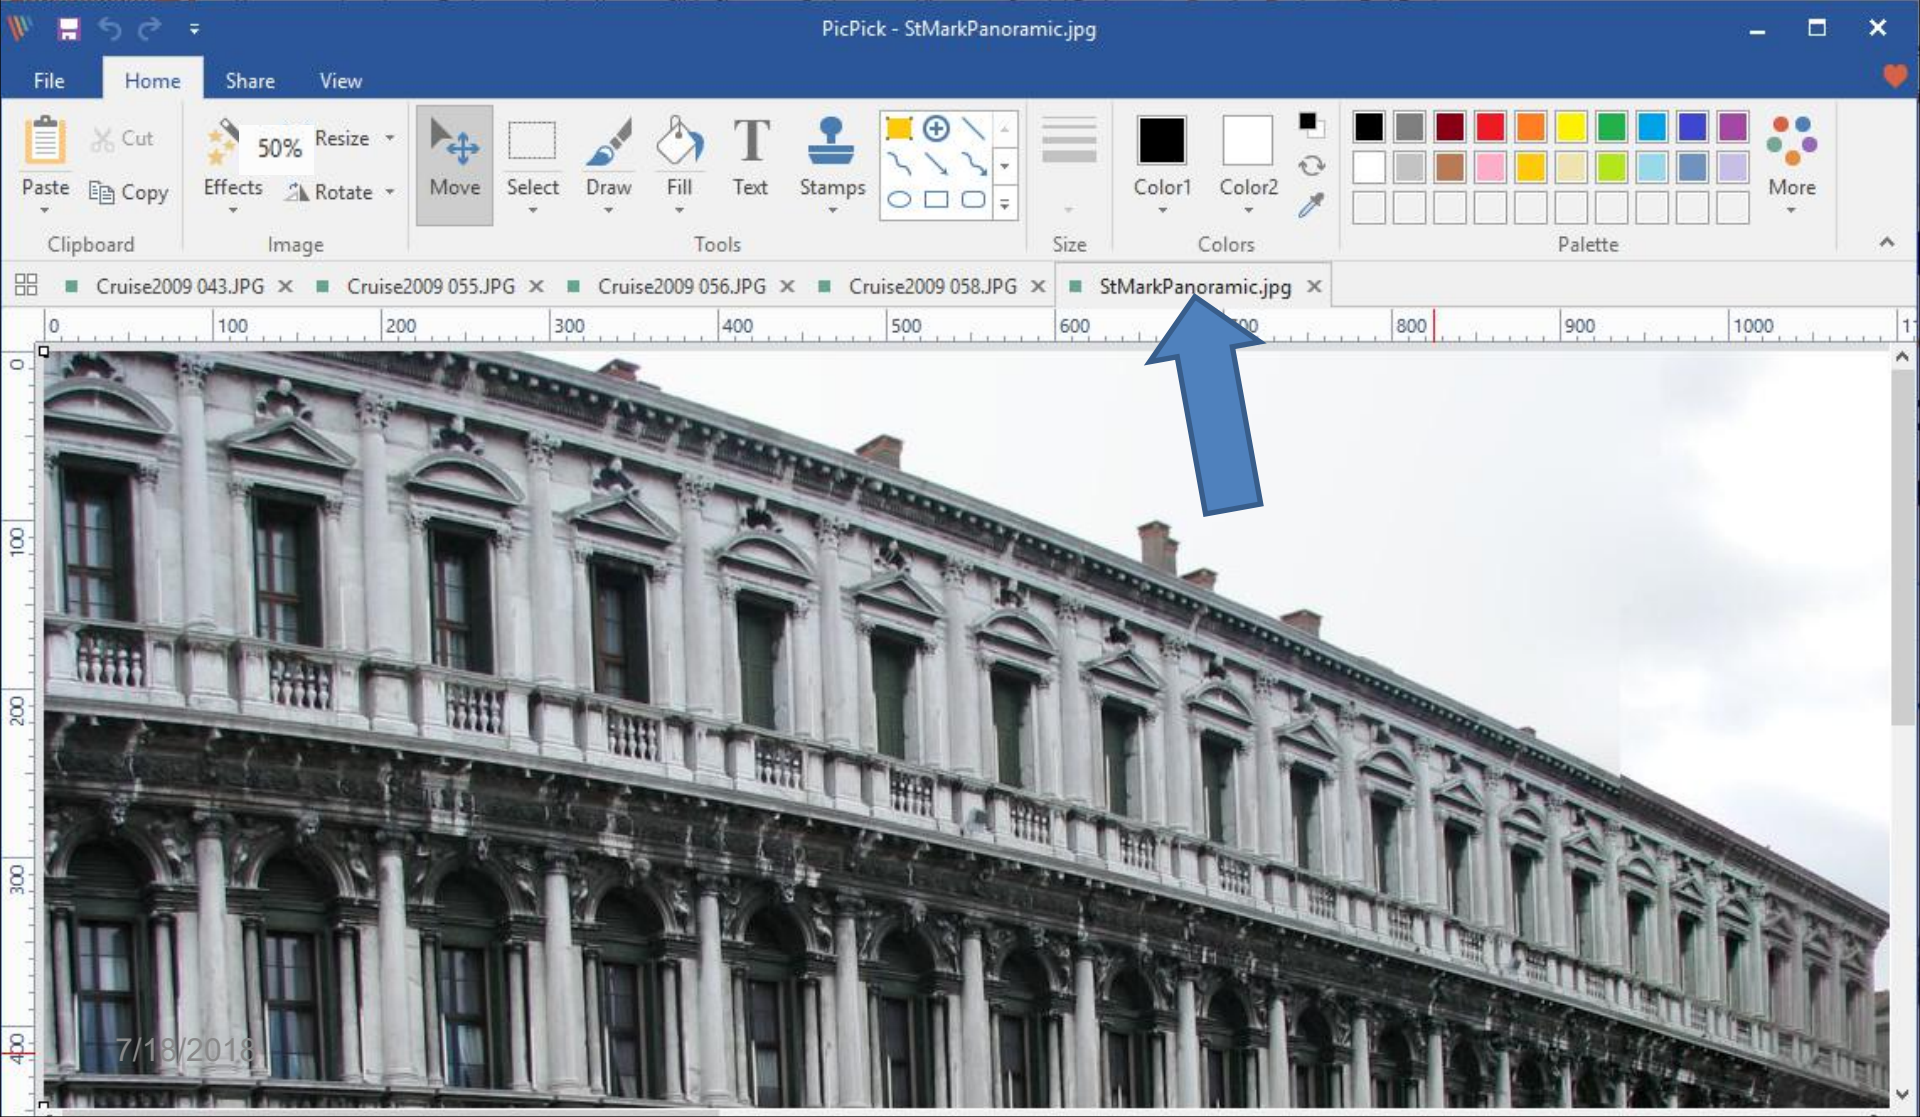 PicPick - StMarkPanoramic.jpg
File Home Share View
Cut
50% Resize
Paste Copy Effects Rotate Move Select Draw Fill Text Stamps Color1 Color2 More
Clipboard Image Tools Size Colors Palette
Cruise2009 043.JPG Cruise2009 055.JPG Cruise2009 056.JPG Cruise2009 058.JPG StMarkPanoramic.jpg
0 100 200 300 400 500 600 800 900 1000
0
100
200
300
400
7/18/2018